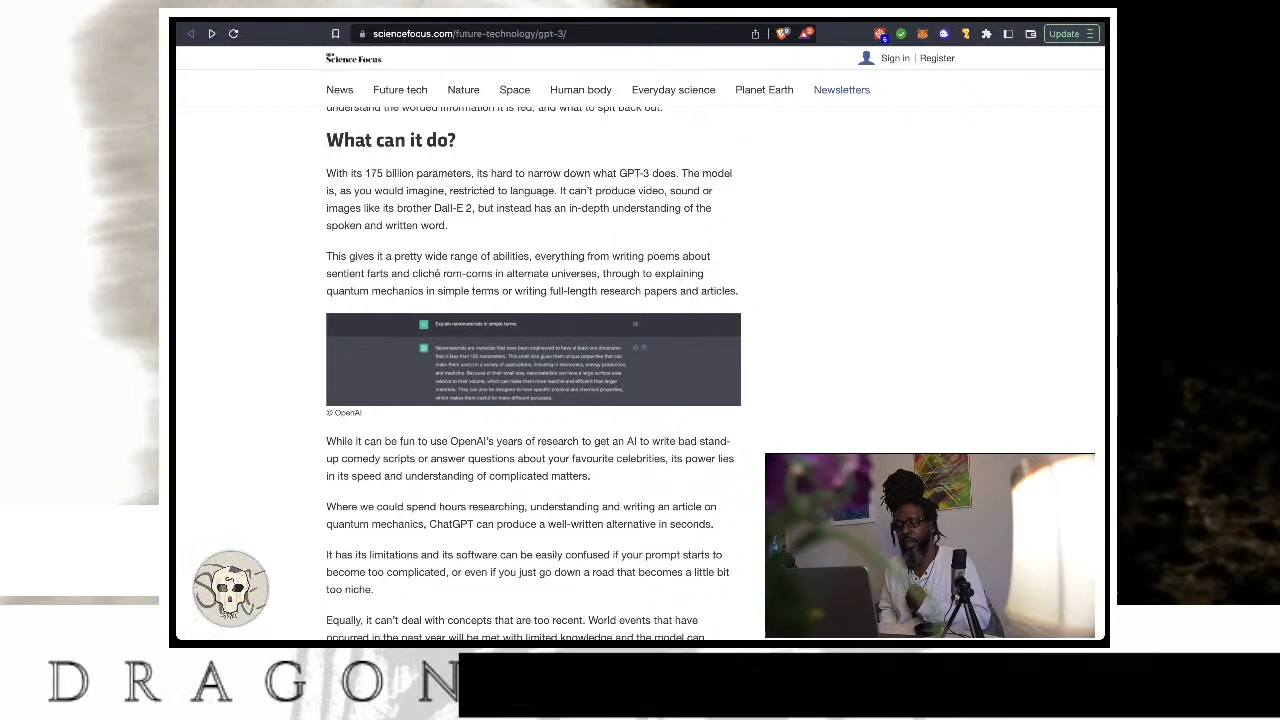 sciencefocus.com/future-technology/gpt-3/
6
Update
BBC
Science Focus
Sign in | Register
News Future tech Nature Space Human body Everyday science Planet Earth Newsletters
understand the worded information it is fed, and what to spit back out.
What can it do?
With its 175 billion parameters, its hard to narrow down what GPT-3 does. The model
is, as you would imagine, restricted to language. It can't produce video, sound or
images like its brother Dall-E 2, but instead has an in-depth understanding of the
spoken and written word.
This gives it a pretty wide range of abilities, everything from writing poems about
sentient farts and cliché rom-coms in alternate universes, through to explaining
quantum mechanics in simple terms or writing full-length research papers and articles.
Explain nanomaterials in simple terms
Nanomaterials are materials that have been engineered to have at least one dimension
that is less than 100 nanometers. This small size gives them unique properties that can
make them useful in a variety of applications, including in electronics, energy production,
and medicine. Because of their small size, nanomaterials can have a large surface area
relative to their volume, which can make them more reactive and efficient than larger
materials. They can also be designed to have specific physical and chemical properties,
which makes them useful for many different purposes.
© OpenAI
While it can be fun to use OpenAI's years of research to get an AI to write bad stand-
up comedy scripts or answer questions about your favourite celebrities, its power lies
in its speed and understanding of complicated matters.
Where we could spend hours researching, understanding and writing an article on
quantum mechanics, ChatGPT can produce a well-written alternative in seconds.
It has its limitations and its software can be easily confused if your prompt starts to
become too complicated, or even if you just go down a road that becomes a little bit
too niche.
Equally, it can't deal with concepts that are too recent. World events that have
occurred in the past year will be met with limited knowledge and the model can
DRAGON